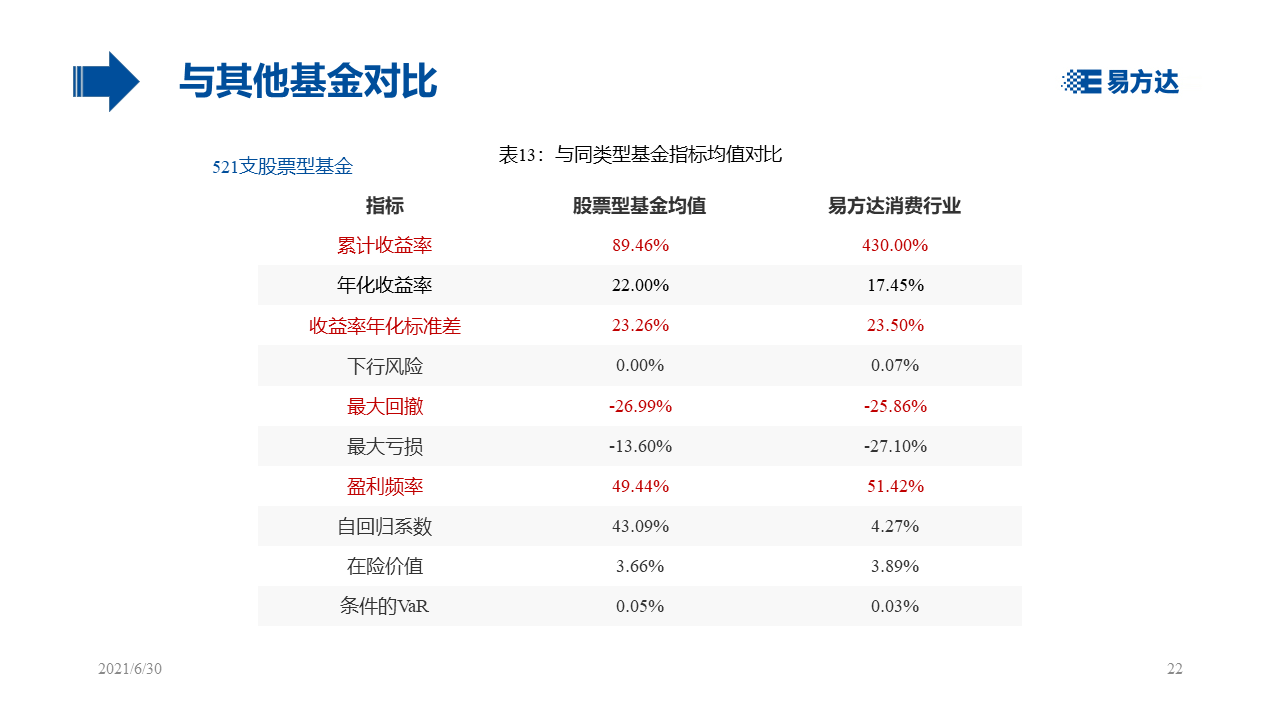 与其他基金对比
易方达
521支股票型基金
表13：与同类型基金指标均值对比
指标 股票型基金均值 易方达消费行业
累计收益率 89.46% 430.00%
年化收益率 22.00% 17.45%
收益率年化标准差 23.26% 23.50%
下行风险 0.00% 0.07%
最大回撤 -26.99% -25.86%
最大亏损 -13.60% -27.10%
盈利频率 49.44% 51.42%
自回归系数 43.09% 4.27%
在险价值 3.66% 3.89%
条件的VaR 0.05% 0.03%
2021/6/30
22